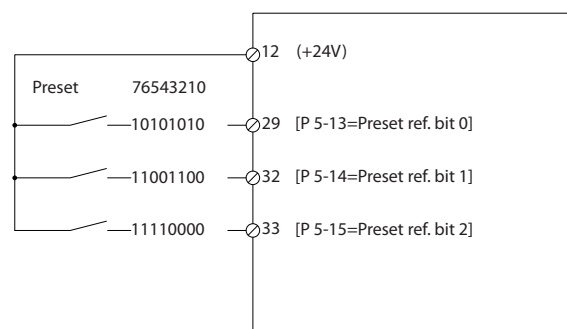 12 (+24V)
Preset 76543210
10101010 29 [P 5-13=Preset ref. bit 0]
11001100 32 [P 5-14=Preset ref. bit 1]
11110000 33 [P 5-15=Preset ref. bit 2]